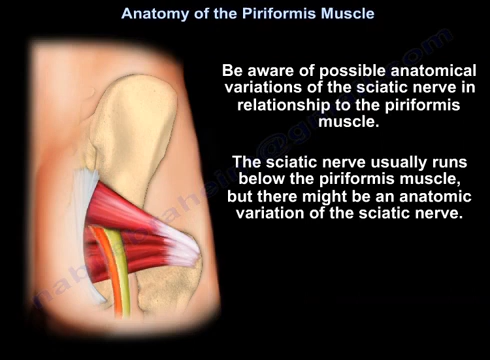 Anatomy of the Piriformis Muscle
Be aware of possible anatomical
variations of the sciatic nerve in
relationship to the piriformis
muscle.
The sciatic nerve usually runs
below the piriformis muscle,
but there might be an anatomic
variation of the sciatic nerve.